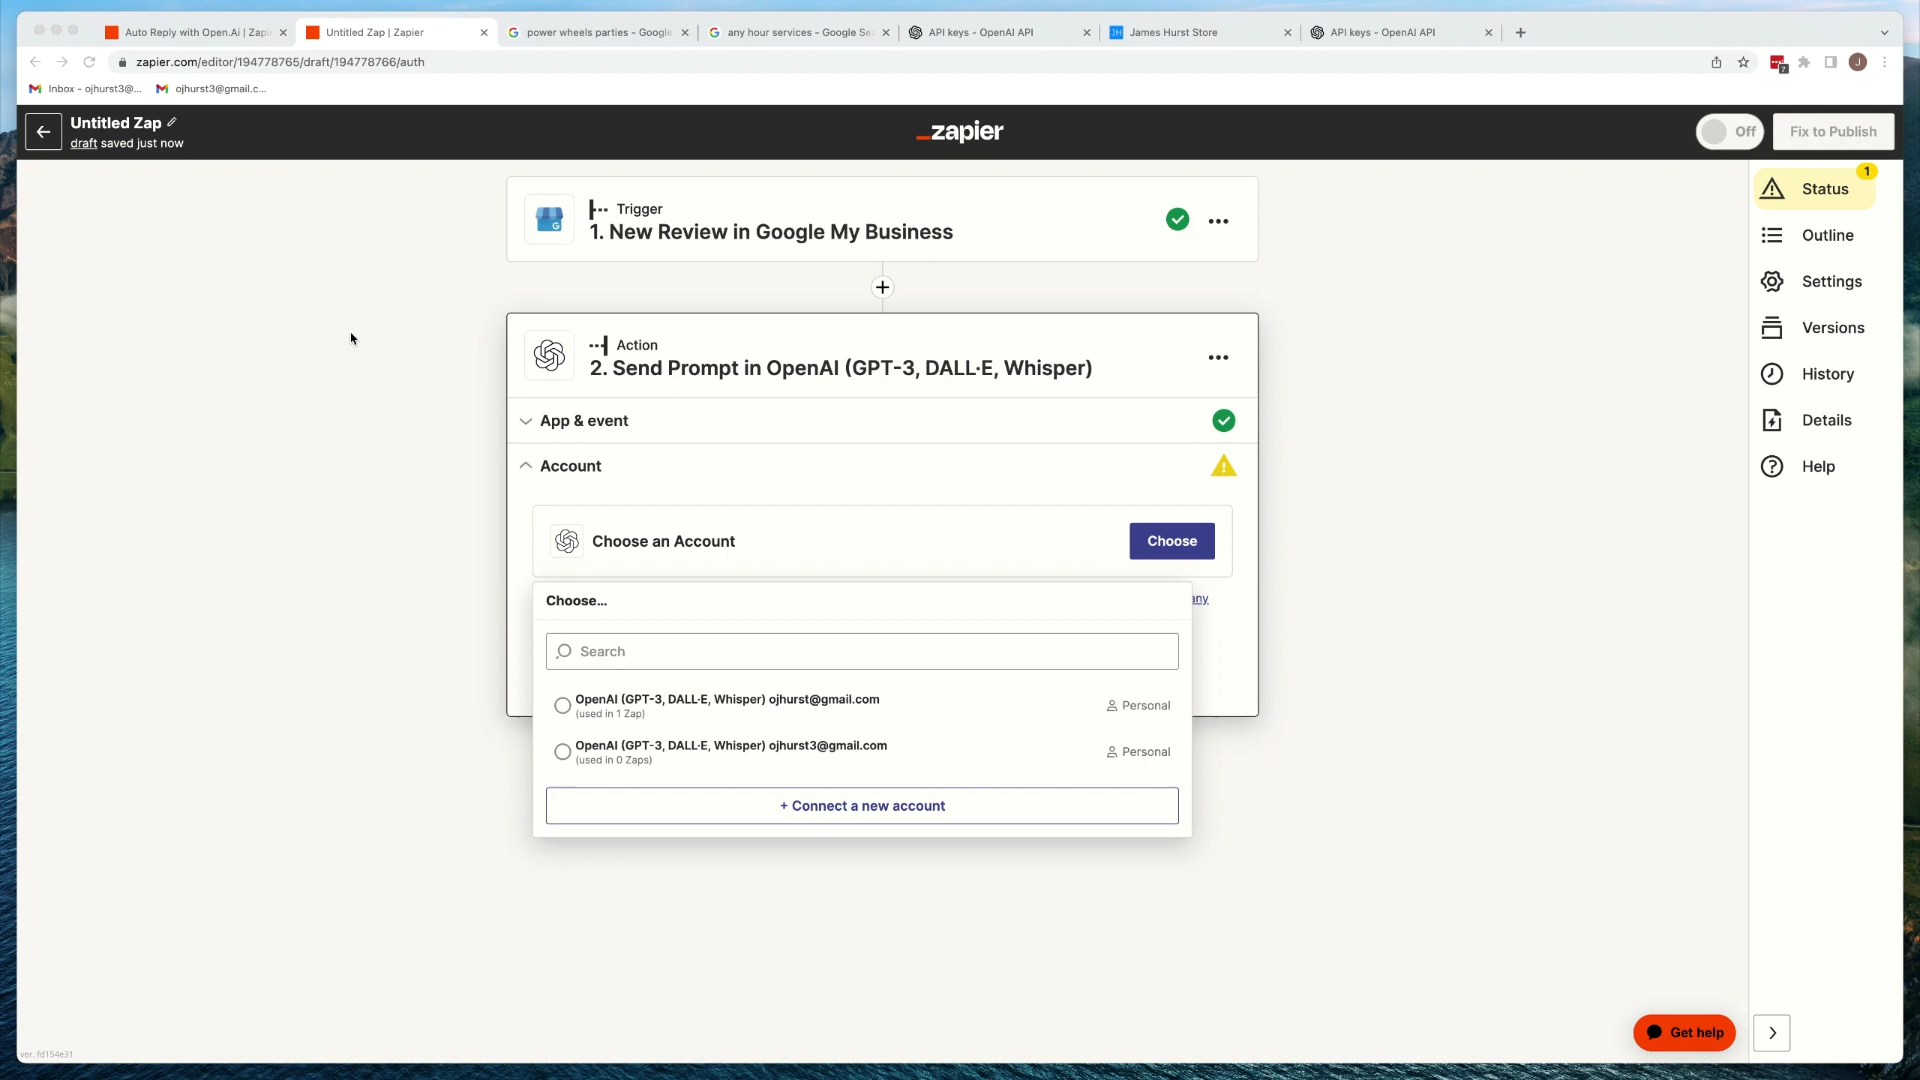 Auto Reply with Open.Ai | Zapi
Untitled Zap | Zapier
power wheels parties - Google
any hour services - Google Se
API keys - OpenAI API
JH
James Hurst Store
API keys - OpenAI API
zapier.com/editor/194778765/draft/194778766/auth
7
J
Inbox - ojhurst3@...
ojhurst3@gmail.c...
Untitled Zap
draft saved just now
_zapier
Off
Fix to Publish
Trigger
1. New Review in Google My Business
Action
2. Send Prompt in OpenAI (GPT-3, DALL·E, Whisper)
App & event
Account
Choose an Account
Choose
any
Choose...
Search
OpenAI (GPT-3, DALL·E, Whisper) ojhurst@gmail.com
(used in 1 Zap)
Personal
OpenAI (GPT-3, DALL·E, Whisper) ojhurst3@gmail.com
(used in 0 Zaps)
Personal
+ Connect a new account
1
Status
Outline
Settings
Versions
History
Details
Help
Get help
ver. fd154e31